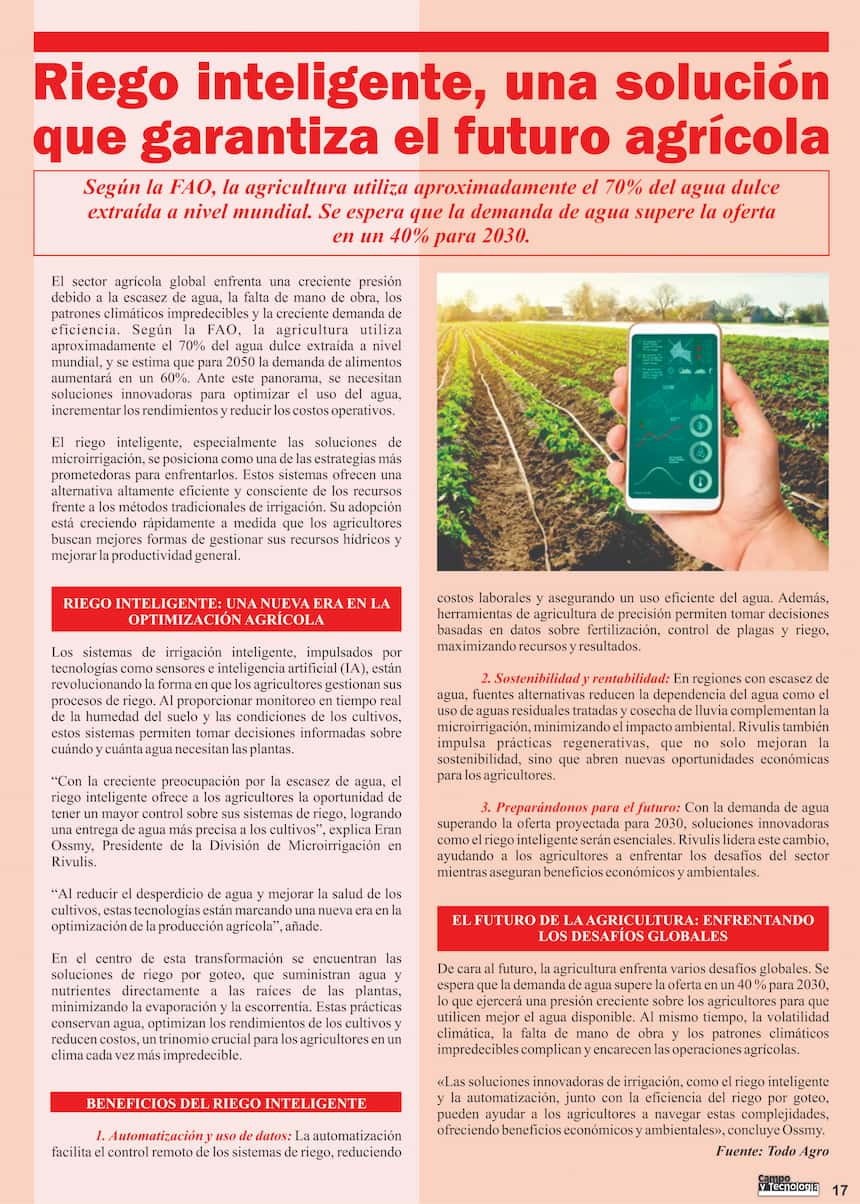 Riego inteligente, una solución
que garantiza el futuro agrícola
Según la FAO, la agricultura utiliza aproximadamente el 70% del agua dulce
extraída a nivel mundial. Se espera que la demanda de agua supere la oferta
en un 40% para 2030.
El sector agrícola global enfrenta una creciente presión
debido a la escasez de agua, la falta de mano de obra, los
patrones climáticos impredecibles y la creciente demanda de
eficiencia. Según la FAO, la agricultura utiliza
aproximadamente el 70% del agua dulce extraída a nivel
mundial, y se estima que para 2050 la demanda de alimentos
aumentará en un 60%. Ante este panorama, se necesitan
soluciones innovadoras para optimizar el uso del agua,
incrementar los rendimientos y reducir los costos operativos.
El riego inteligente, especialmente las soluciones de
microirrigación, se posiciona como una de las estrategias más
prometedoras para enfrentarlos. Estos sistemas ofrecen una
alternativa altamente eficiente y consciente de los recursos
frente a los métodos tradicionales de irrigación. Su adopción
está creciendo rápidamente a medida que los agricultores
buscan mejores formas de gestionar sus recursos hídricos y
mejorar la productividad general.
RIEGO INTELIGENTE: UNA NUEVA ERA EN LA
OPTIMIZACIÓN AGRÍCOLA
Los sistemas de irrigación inteligente, impulsados por
tecnologías como sensores e inteligencia artificial (IA), están
revolucionando la forma en que los agricultores gestionan sus
procesos de riego. Al proporcionar monitoreo en tiempo real
de la humedad del suelo y las condiciones de los cultivos,
estos sistemas permiten tomar decisiones informadas sobre
cuándo y cuánta agua necesitan las plantas.
“Con la creciente preocupación por la escasez de agua, el
riego inteligente ofrece a los agricultores la oportunidad de
tener un mayor control sobre sus sistemas de riego, logrando
una entrega de agua más precisa a los cultivos”, explica Eran
Ossmy, Presidente de la División de Microirrigación en
Rivulis.
“Al reducir el desperdicio de agua y mejorar la salud de los
cultivos, estas tecnologías están marcando una nueva era en la
optimización de la producción agrícola”, añade.
En el centro de esta transformación se encuentran las
soluciones de riego por goteo, que suministran agua y
nutrientes directamente a las raíces de las plantas,
minimizando la evaporación y la escorrentía. Estas prácticas
conservan agua, optimizan los rendimientos de los cultivos y
reducen costos, un trinomio crucial para los agricultores en un
clima cada vez más impredecible.
BENEFICIOS DEL RIEGO INTELIGENTE
1. Automatización y uso de datos: La automatización
facilita el control remoto de los sistemas de riego, reduciendo
costos laborales y asegurando un uso eficiente del agua. Además,
herramientas de agricultura de precisión permiten tomar decisiones
basadas en datos sobre fertilización, control de plagas y riego,
maximizando recursos y resultados.
2. Sostenibilidad y rentabilidad: En regiones con escasez de
agua, fuentes alternativas reducen la dependencia del agua como el
uso de aguas residuales tratadas y cosecha de lluvia complementan la
microirrigación, minimizando el impacto ambiental. Rivulis también
impulsa prácticas regenerativas, que no solo mejoran la
sostenibilidad, sino que abren nuevas oportunidades económicas
para los agricultores.
3. Preparándonos para el futuro: Con la demanda de agua
superando la oferta proyectada para 2030, soluciones innovadoras
como el riego inteligente serán esenciales. Rivulis lidera este cambio,
ayudando a los agricultores a enfrentar los desafíos del sector
mientras aseguran beneficios económicos y ambientales.
EL FUTURO DE LA AGRICULTURA: ENFRENTANDO
LOS DESAFÍOS GLOBALES
De cara al futuro, la agricultura enfrenta varios desafíos globales. Se
espera que la demanda de agua supere la oferta en un 40 % para 2030,
lo que ejercerá una presión creciente sobre los agricultores para que
utilicen mejor el agua disponible. Al mismo tiempo, la volatilidad
climática, la falta de mano de obra y los patrones climáticos
impredecibles complican y encarecen las operaciones agrícolas.
«Las soluciones innovadoras de irrigación, como el riego inteligente
y la automatización, junto con la eficiencia del riego por goteo,
pueden ayudar a los agricultores a navegar estas complejidades,
ofreciendo beneficios económicos y ambientales», concluye Ossmy.
Fuente: Todo Agro
Campo
y Tecnología
17